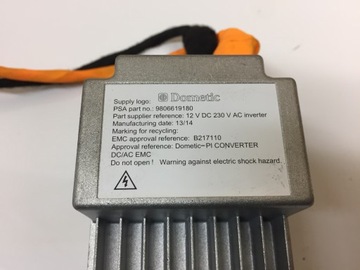 Supply logo: Dometic
PSA part no.: 9806619180
Part supplier reference: 12 V DC 230 V AC inverter
Manufacturing date: 13/14
Marking for recycling:
EMC approval reference: B217110
Approval reference: Dometic-PI CONVERTER
DC/AC EMC
Do not open ! Warning against electric shock hazard.